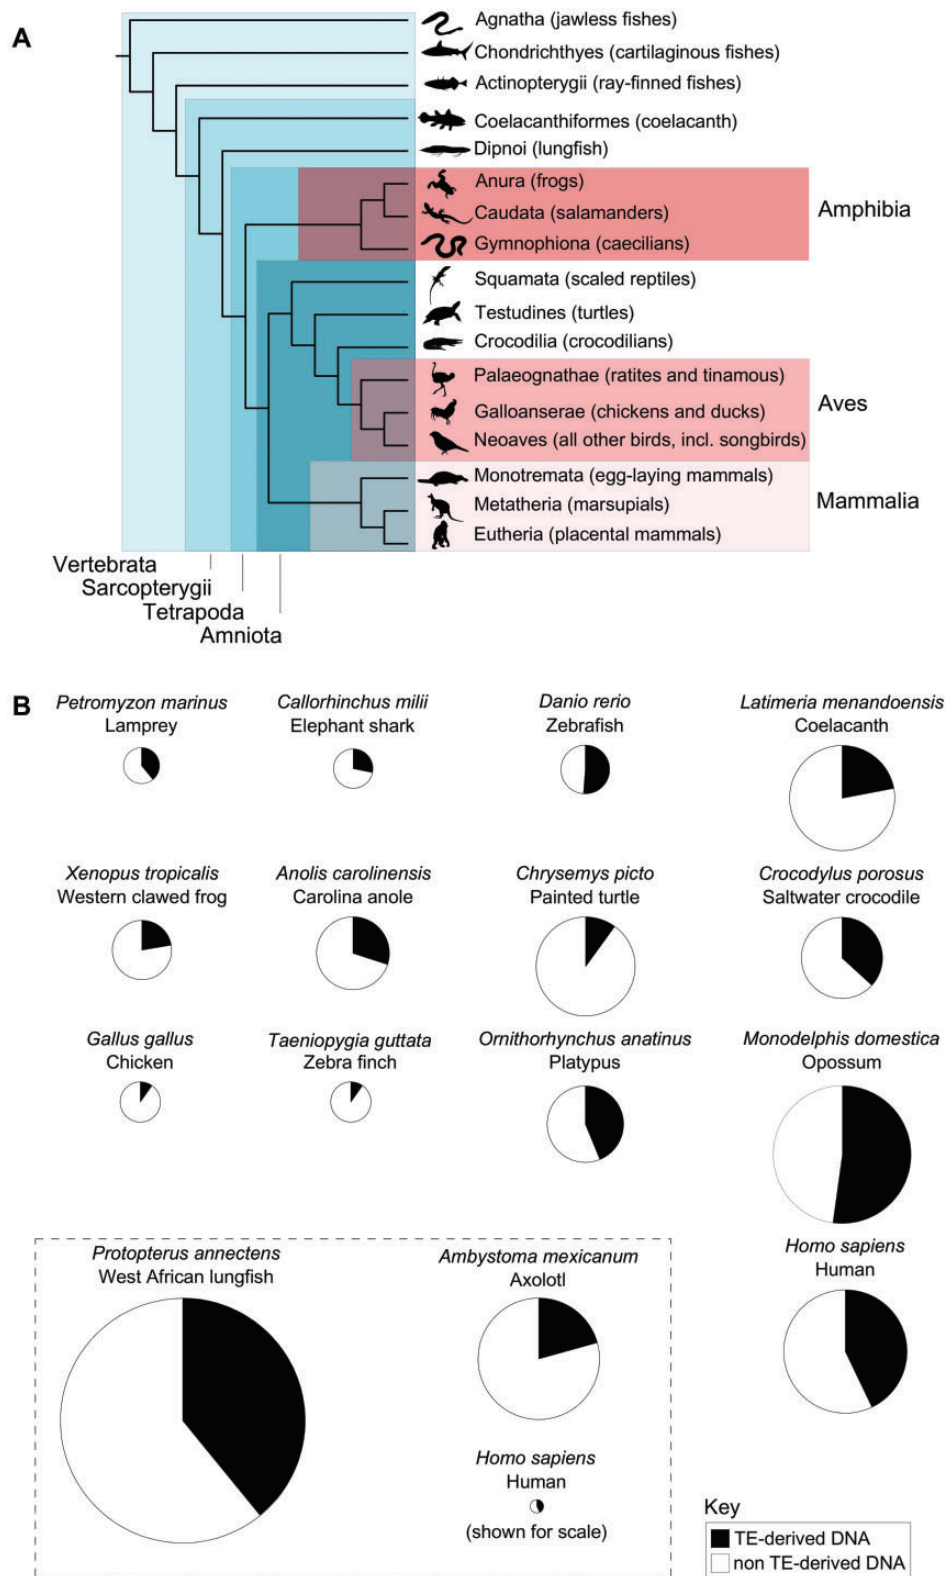 A
Agnatha (jawless fishes)
Chondrichthyes (cartilaginous fishes)
Actinopterygii (ray-finned fishes)
Coelacanthiformes (coelacanth)
Dipnoi (lungfish)
Anura (frogs)
Caudata (salamanders)
Gymnophiona (caecilians)
Amphibia
Squamata (scaled reptiles)
Testudines (turtles)
Crocodilia (crocodilians)
Palaeognathae (ratites and tinamous)
Galloanserae (chickens and ducks)
Neoaves (all other birds, incl. songbirds)
Aves
Monotremata (egg-laying mammals)
Metatheria (marsupials)
Eutheria (placental mammals)
Mammalia
Vertebrata
Sarcopterygii
Tetrapoda
Amniota
B
Petromyzon marinus
Lamprey
Callorhinchus milii
Elephant shark
Danio rerio
Zebrafish
Latimeria menandoensis
Coelacanth
Xenopus tropicalis
Western clawed frog
Anolis carolinensis
Carolina anole
Chrysemys picto
Painted turtle
Crocodylus porosus
Saltwater crocodile
Gallus gallus
Chicken
Taeniopygia guttata
Zebra finch
Ornithorhynchus anatinus
Platypus
Monodelphis domestica
Opossum
Protopterus annectens
West African lungfish
Ambystoma mexicanum
Axolotl
Homo sapiens
Human
(shown for scale)
Homo sapiens
Human
Key
TE-derived DNA
non TE-derived DNA